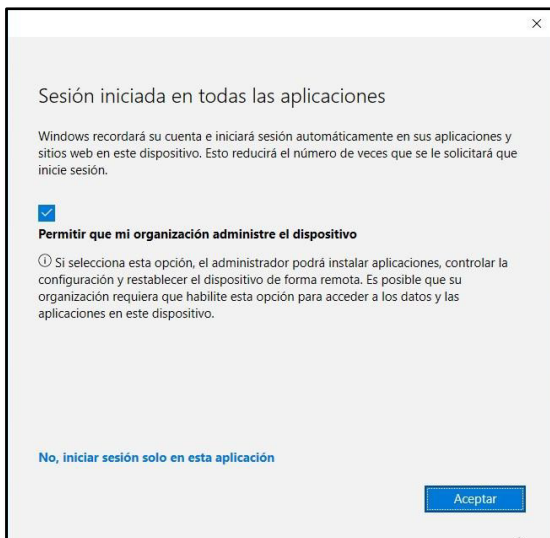 Sesión iniciada en todas las aplicaciones
Windows recordará su cuenta e iniciará sesión automáticamente en sus aplicaciones y
sitios web en este dispositivo. Esto reducirá el número de veces que se le solicitará que
inicie sesión.
Permitir que mi organización administre el dispositivo
Si selecciona esta opción, el administrador podrá instalar aplicaciones, controlar la
configuración y restablecer el dispositivo de forma remota. Es posible que su
organización requiera que habilite esta opción para acceder a los datos y las
aplicaciones en este dispositivo.
No, iniciar sesión solo en esta aplicación
Aceptar